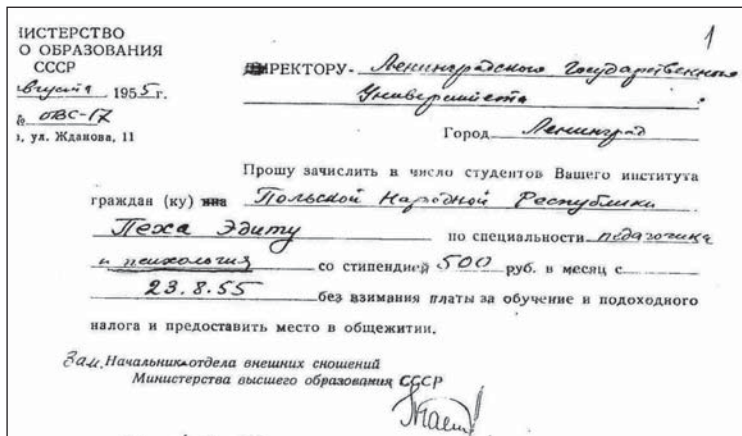 1
ИСТЕРСТВО
О ОБРАЗОВАНИЯ
СССР
августа 1955 г.
№ ОВС-17
, ул. Жданова, 11
ДИРЕКТОРУ- Ленинградского Государственного
Университета
Город Ленинград
Прошу зачислить в число студентов Вашего института
граждан (ку) Польской Народной Республики
Пеха Эдиту по специальности педагогика
и психология со стипендией 500 руб. в месяц с
23.8.55 без взимания платы за обучение и подоходного
налога и предоставить место в общежитии.
Зам. Начальник отдела внешних сношений
Министерства высшего образования СССР